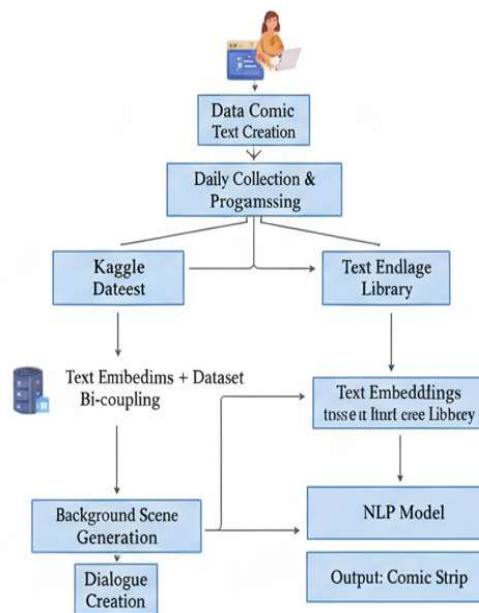 Data Comic
Text Creation
Daily Collection &
Progamssing
Kaggle
Dateest
Text Endlage
Library
Text Embedims + Dataset
Bi-coupling
Text Embeddfings
Background Scene
Generation
NLP Model
Dialogue
Creation
Output: Comic Strip